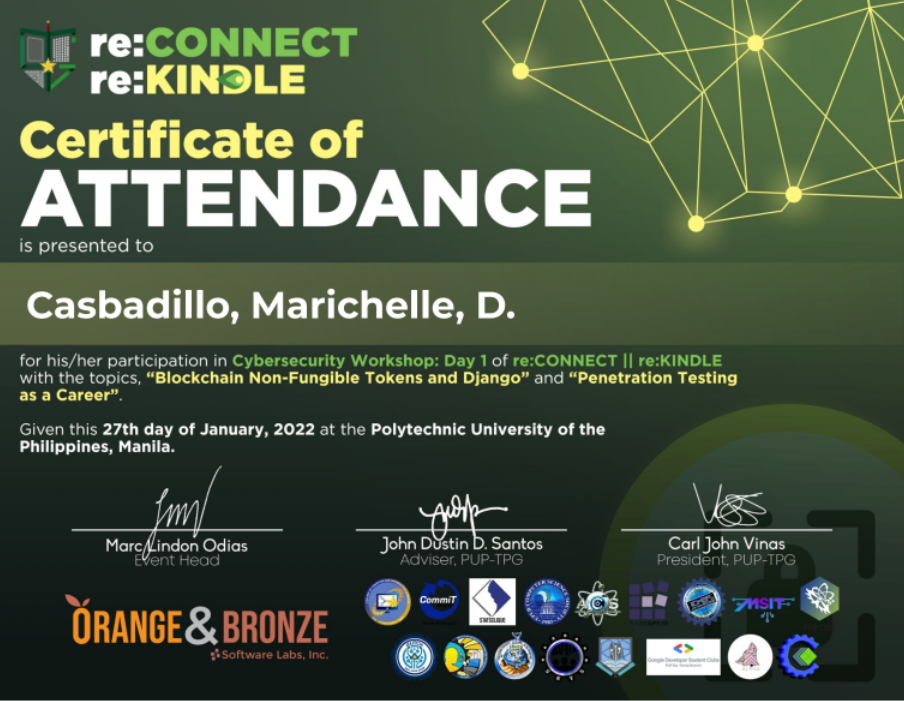 re:CONNECT
re:KINDLE
Certificate of
ATTENDANCE
is presented to
Casbadillo, Marichelle, D.
for his/her participation in Cybersecurity Workshop: Day 1 of re:CONNECT || re:KINDLE
with the topics, “Blockchain Non-Fungible Tokens and Django” and “Penetration Testing
as a Career”.
Given this 27th day of January, 2022 at the Polytechnic University of the
Philippines, Manila.
Marc Lindon Odias
Event Head
John Dustin D. Santos
Adviser, PUP-TPG
Carl John Vinas
President, PUP-TPG
ORANGE & BRONZE
Software Labs, Inc.
CommiT
MSIT
Google Developer Student Clubs